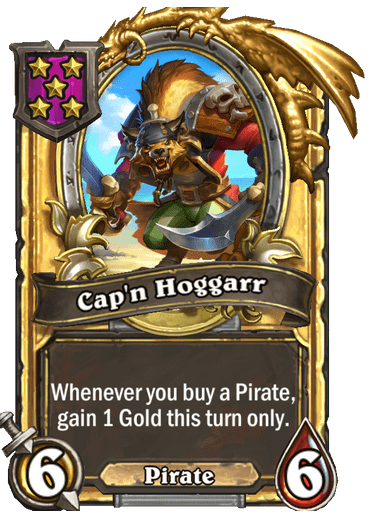 Cap'n Hoggarr
Whenever you buy a Pirate,
gain 1 Gold this turn only.
6
Pirate
6